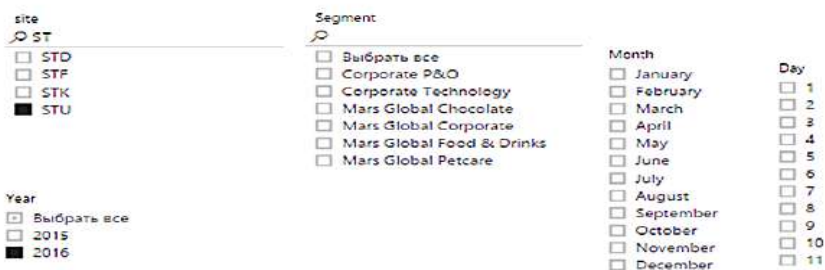 site
ST
STD
STF
STK
STU
Year
Выбрать все
2015
2016
Segment
Выбрать все
Corporate P&O
Corporate Technology
Mars Global Chocolate
Mars Global Corporate
Mars Global Food & Drinks
Mars Global Petcare
Month
January
February
March
April
May
June
July
August
September
October
November
December
Day
1
2
3
4
5
6
7
8
9
10
11